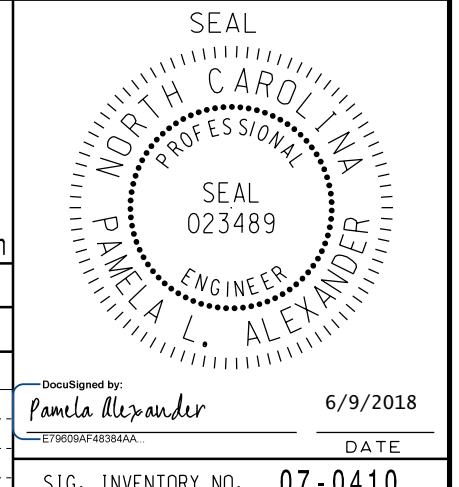 SEAL
NORTH CAROLINA
PROFESSIONAL
SEAL
023489
ENGINEER
PAMELA L. ALEXANDER
DocuSigned by:
Pamela Alexander
6/9/2018
E79609AF48384AA...
DATE
SIG. INVENTORY NO. 07-0410